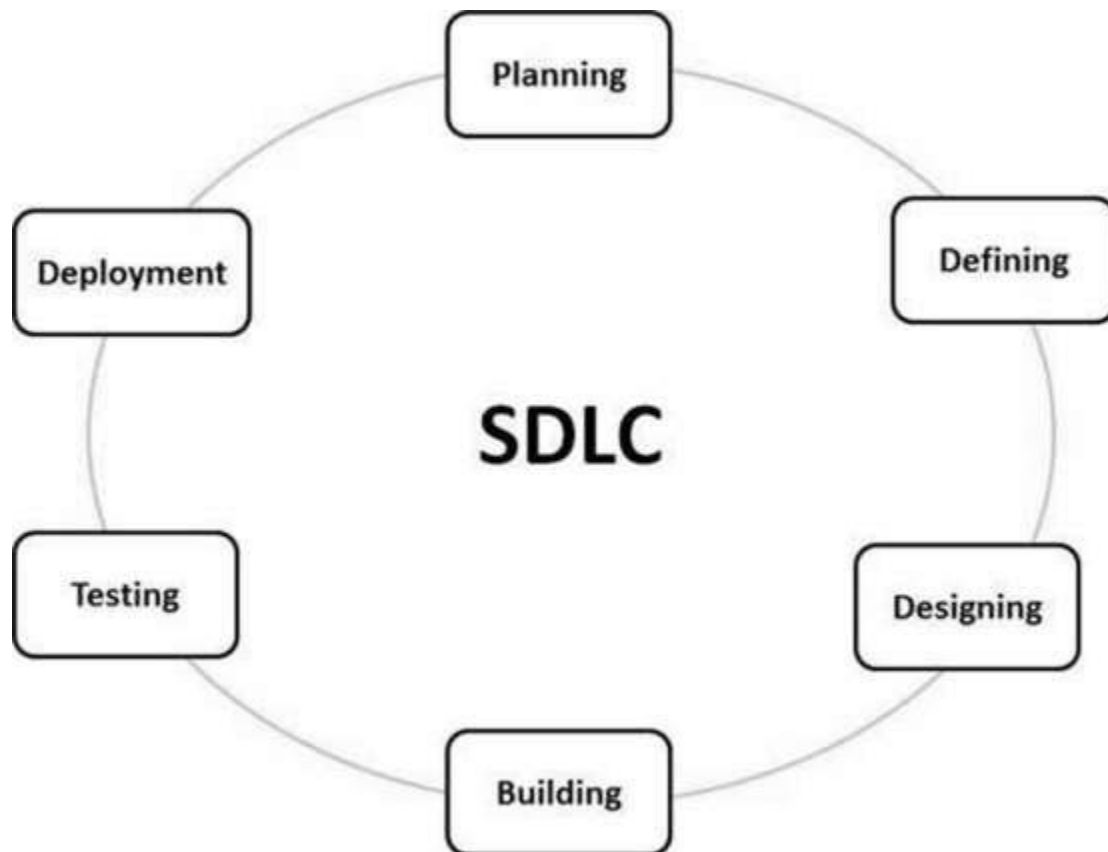 Planning
Defining
Designing
Building
Testing
Deployment
SDLC